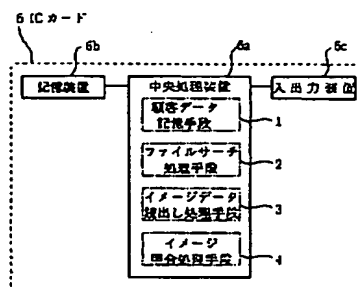 6 ICカード
6b
6a
6c
記憶装置
中央処理装置
入出力装置
顧客データ
記憶手段
1
ファイルサーチ
処理手段
2
イメージデータ
読出し処理手段
3
イメージ
照合処理手段
4